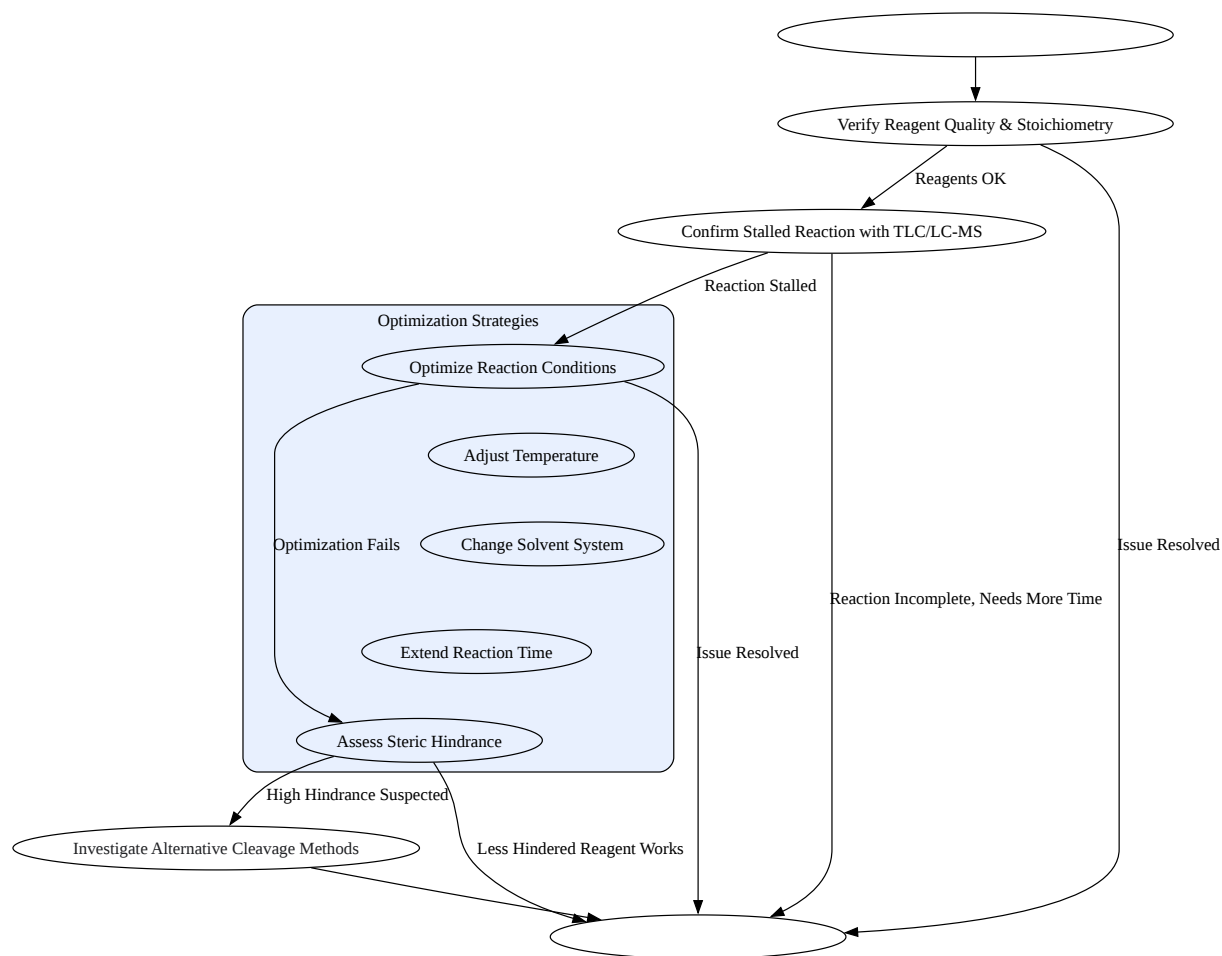 Verify Reagent Quality & Stoichiometry
Reagents OK
Confirm Stalled Reaction with TLC/LC-MS
Reaction Stalled
Optimization Strategies
Optimize Reaction Conditions
Adjust Temperature
Change Solvent System
Optimization Fails
Issue Resolved
Reaction Incomplete, Needs More Time
Extend Reaction Time
Issue Resolved
Assess Steric Hindrance
High Hindrance Suspected
Investigate Alternative Cleavage Methods
Less Hindered Reagent Works